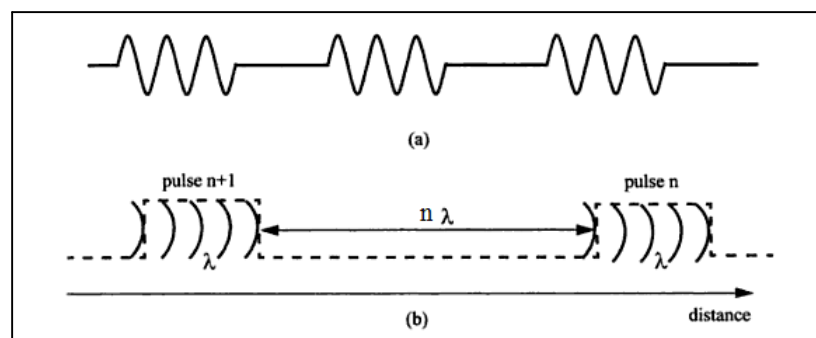 (a)
pulse n+1
pulse n
n λ
λ
λ
distance
(b)